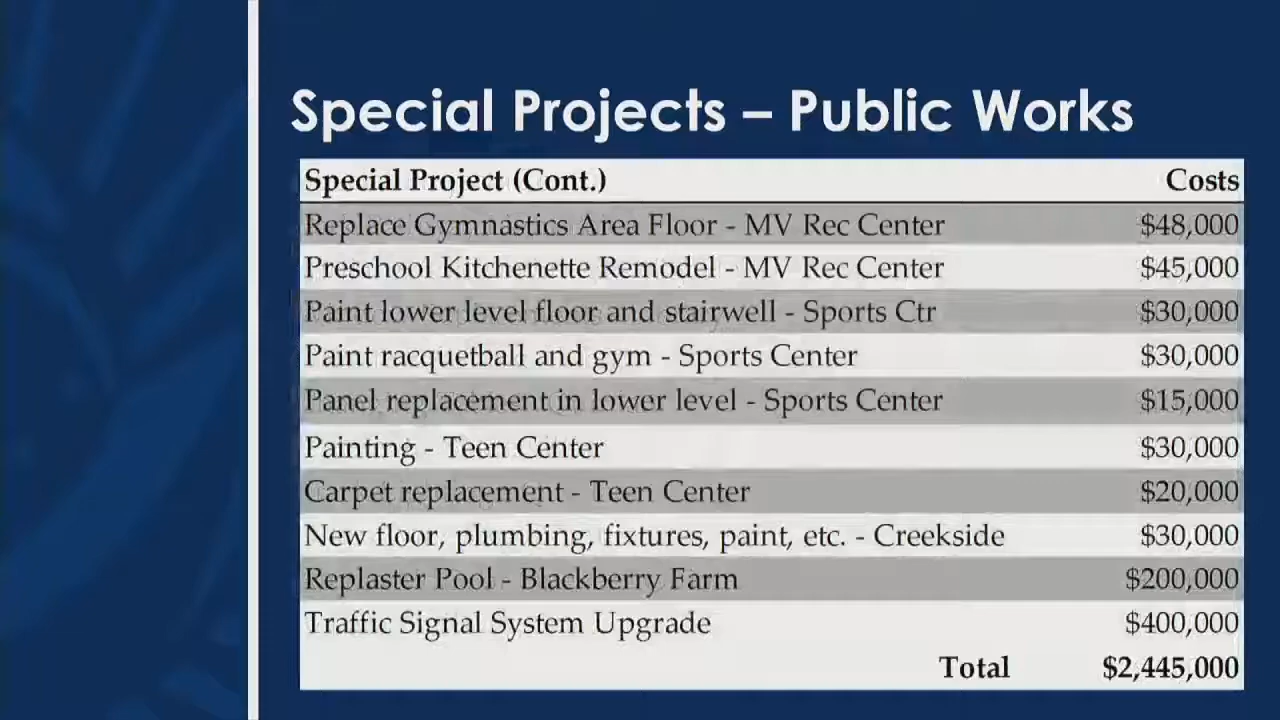 Special Projects – Public Works
Special Project (Cont.) Costs
Replace Gymnastics Area Floor - MV Rec Center $48,000
Preschool Kitchenette Remodel - MV Rec Center $45,000
Paint lower level floor and stairwell - Sports Ctr $30,000
Paint racquetball and gym - Sports Center $30,000
Panel replacement in lower level - Sports Center $15,000
Painting - Teen Center $30,000
Carpet replacement - Teen Center $20,000
New floor, plumbing, fixtures, paint, etc. - Creekside $30,000
Replaster Pool - Blackberry Farm $200,000
Traffic Signal System Upgrade $400,000
Total $2,445,000